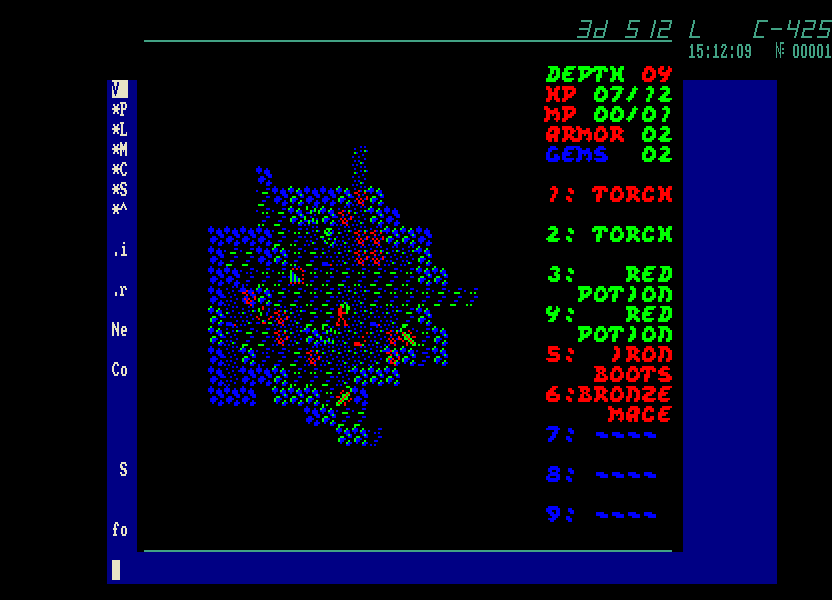 3d 512 L C-425
15:12:09 № 00001
V
*P
*L
*M
*C
*S
*^
.i
.r
Ne
Co
S
fo
DEPTH 04
HP 07/12
MP 00/01
ARMOR 02
GEMS 02
1: TORCH
2: TORCH
3: RED
POTION
4: RED
POTION
5: IRON
BOOTS
6:BRONZE
MACE
7: ----
8: ----
9: ----